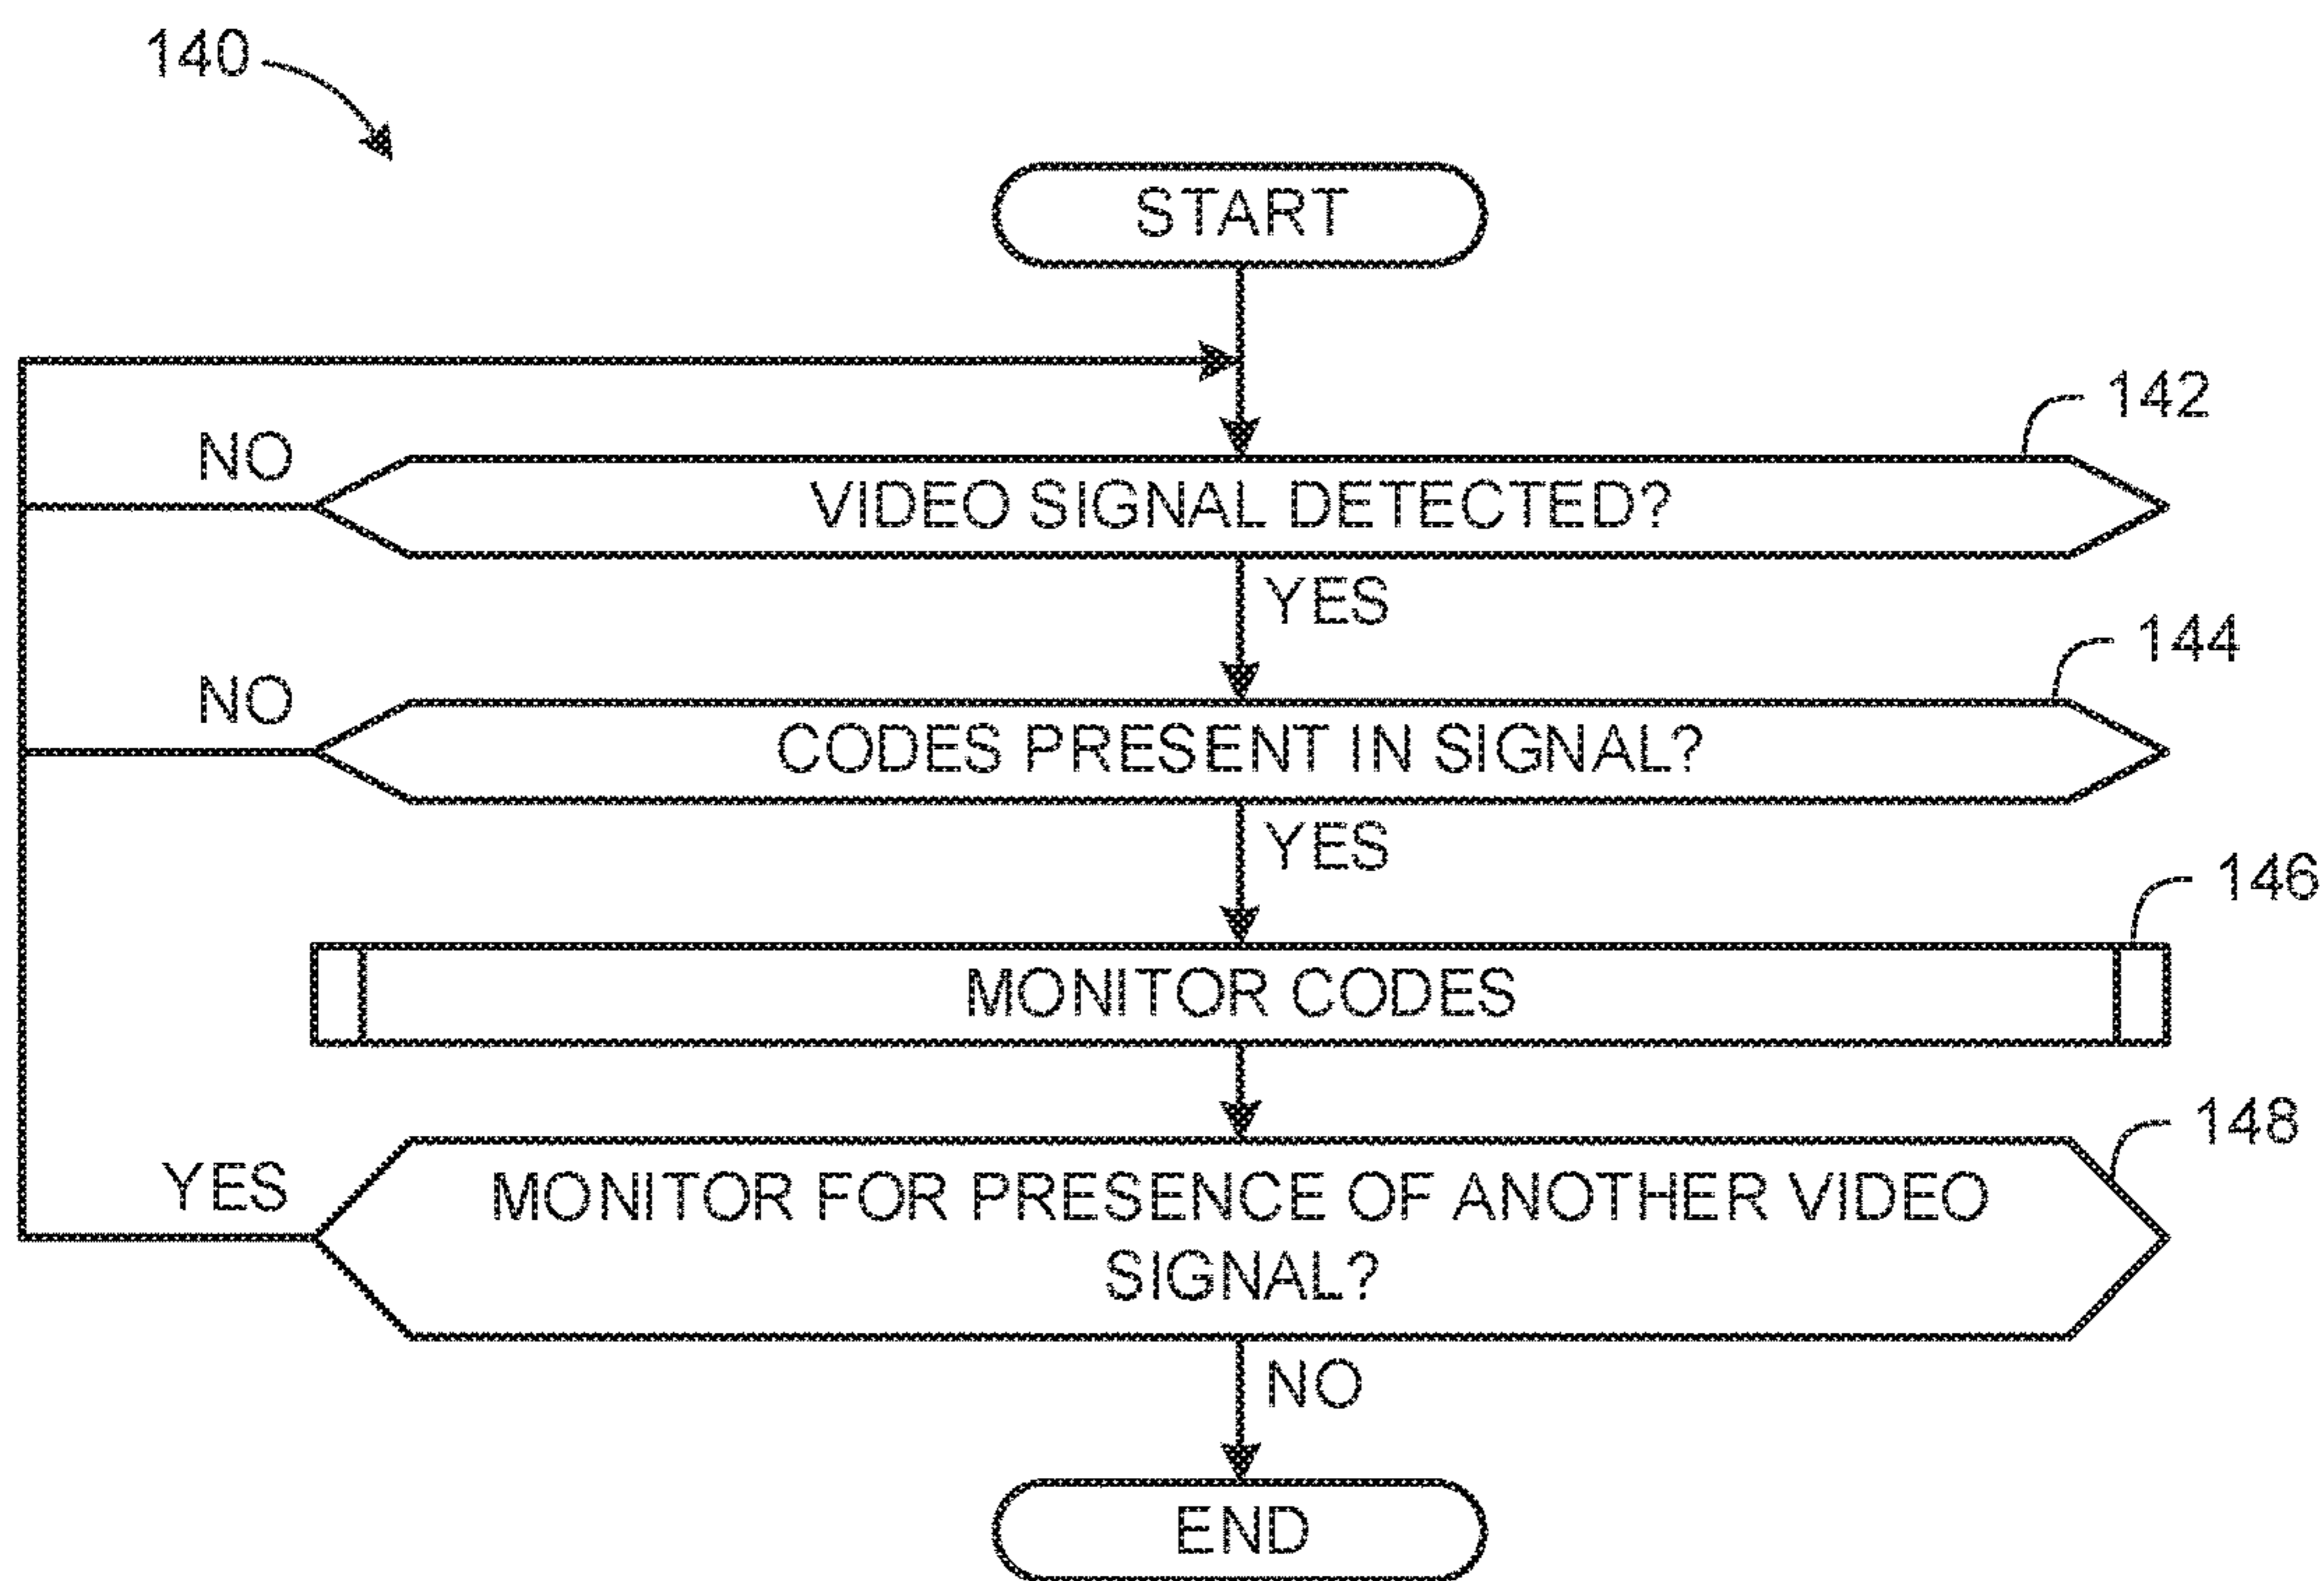 140
START
142
NO
VIDEO SIGNAL DETECTED?
YES
144
NO
CODES PRESENT IN SIGNAL?
YES
146
MONITOR CODES
148
YES
MONITOR FOR PRESENCE OF ANOTHER VIDEO
SIGNAL?
NO
END